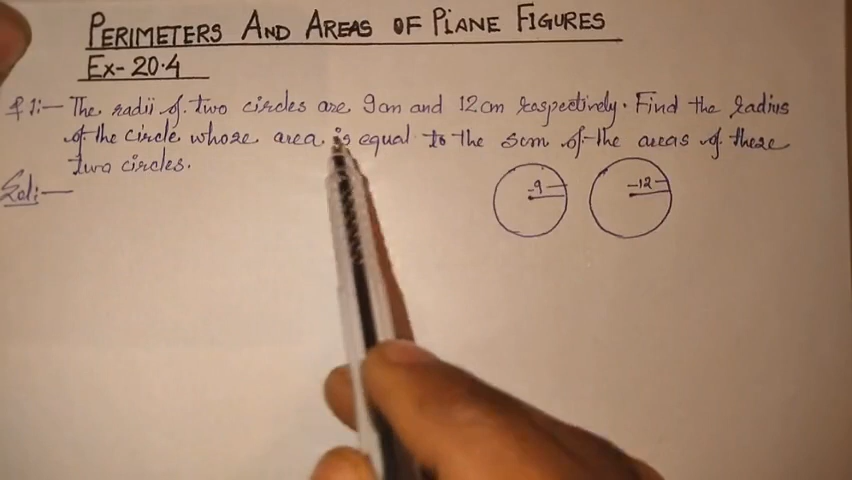 PERIMETERS AND AREAS OF PLANE FIGURES
Ex- 20.4
Q 1:- The radii of two circles are 9cm and 12cm respectively. Find the radius
of the circle whose area is equal to the sum of the areas of these
two circles.
Sol:-
9
12